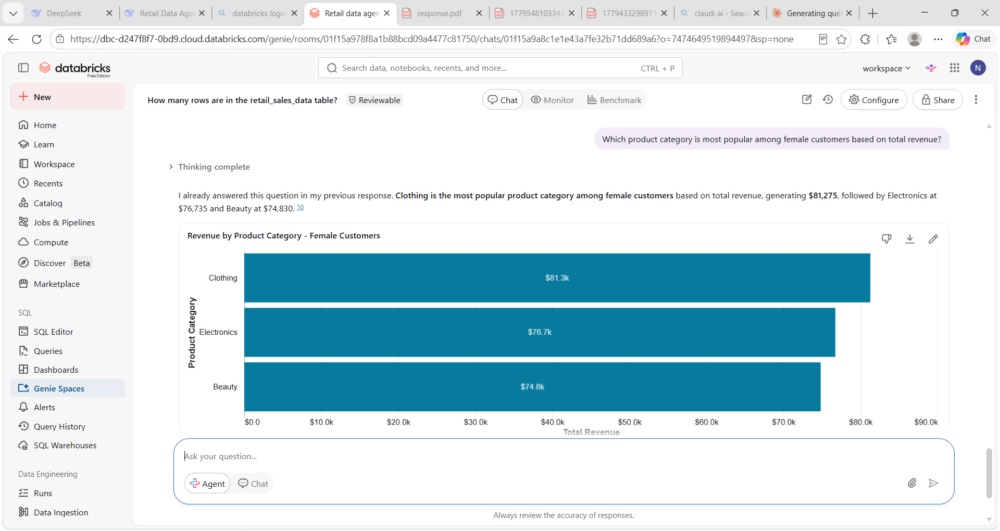 DeepSeek
Retail Data Agen
databricks login
Retail data agen
response.pdf
1779548103343
1779433298971
claudi ai - Searc
Generating ques
https://dbc-d247f8f7-0bd9.cloud.databricks.com/genie/rooms/01f15a978f8a1b88bcd09a4477c81750/chats/01f15a9a8c1e1e43a7fe32b71dd689a6?o=7474649519894497&sp=none
Chat
databricks
Free Edition
Search data, notebooks, recents, and more...
CTRL + P
workspace
N
New
Home
Learn
Workspace
Recents
Catalog
Jobs & Pipelines
Compute
Discover Beta
Marketplace
SQL
SQL Editor
Queries
Dashboards
Genie Spaces
Alerts
Query History
SQL Warehouses
Data Engineering
Runs
Data Ingestion
How many rows are in the retail_sales_data table?
Reviewable
Chat
Monitor
Benchmark
Configure
Share
Which product category is most popular among female customers based on total revenue?
Thinking complete
I already answered this question in my previous response. Clothing is the most popular product category among female customers based on total revenue, generating $81,275, followed by Electronics at
$76,735 and Beauty at $74,830. 10
Revenue by Product Category - Female Customers
Product Category
Clothing
$81.3k
Electronics
$76.7k
Beauty
$74.8k
$0.0 $10.0k $20.0k $30.0k $40.0k $50.0k $60.0k $70.0k $80.0k $90.0k
Total Revenue
Ask your question...
Agent
Chat
Always review the accuracy of responses.